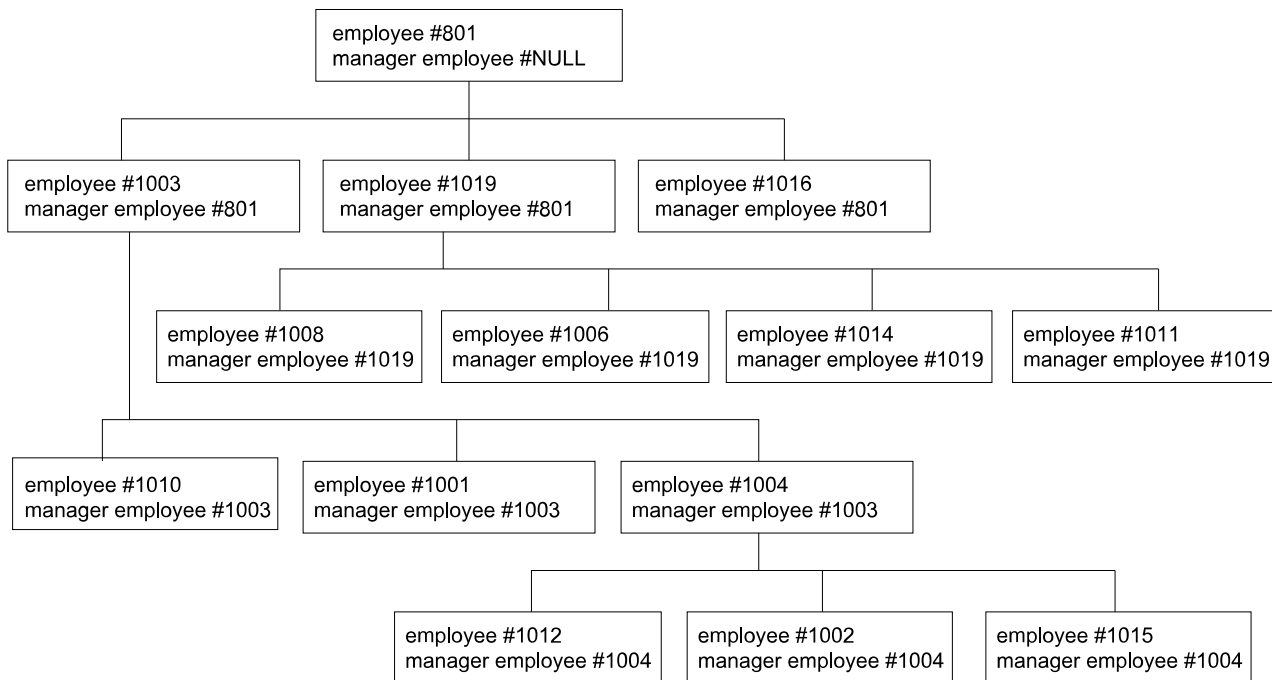 employee #801
manager employee #NULL
employee #1003
manager employee #801
employee #1019
manager employee #801
employee #1016
manager employee #801
employee #1008
manager employee #1019
employee #1006
manager employee #1019
employee #1014
manager employee #1019
employee #1011
manager employee #1019
employee #1010
manager employee #1003
employee #1001
manager employee #1003
employee #1004
manager employee #1003
employee #1012
manager employee #1004
employee #1002
manager employee #1004
employee #1015
manager employee #1004